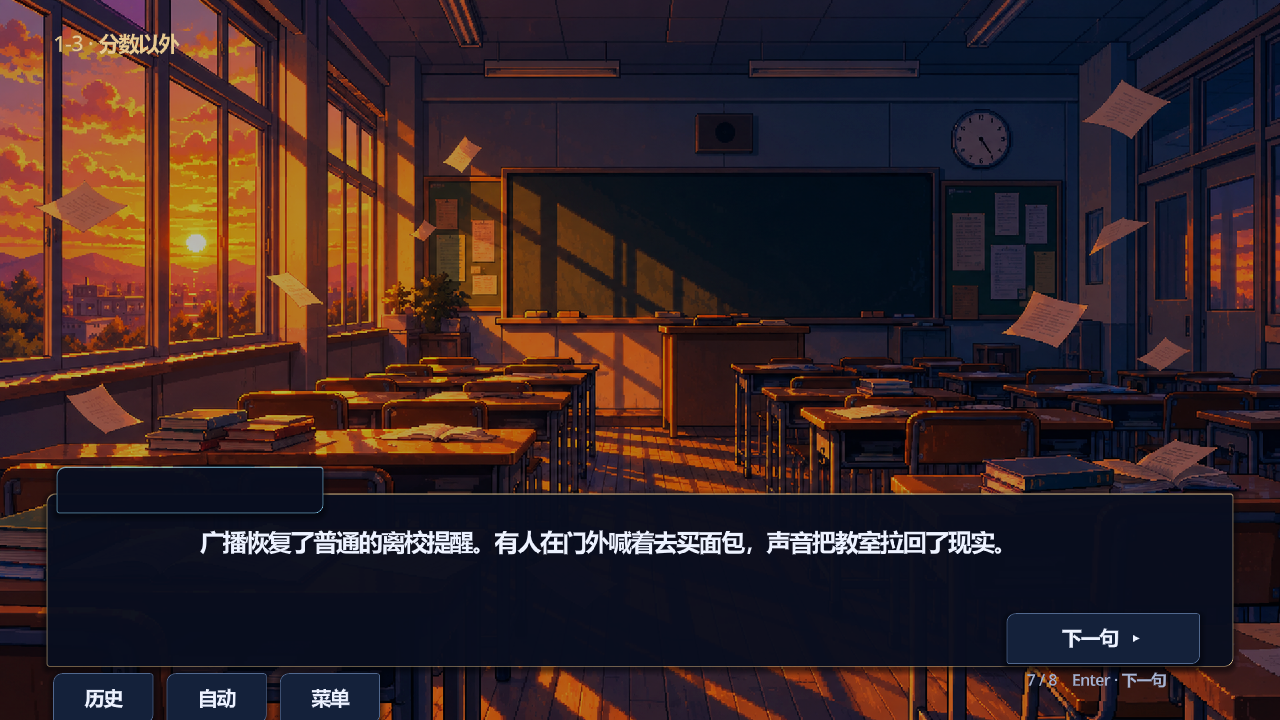 1-3 · 分数以外
广播恢复了普通的离校提醒。有人在门外喊着去买面包，声音把教室拉回了现实。
下一句 ▸
7 / 8 Enter · 下一句
历史
自动
菜单